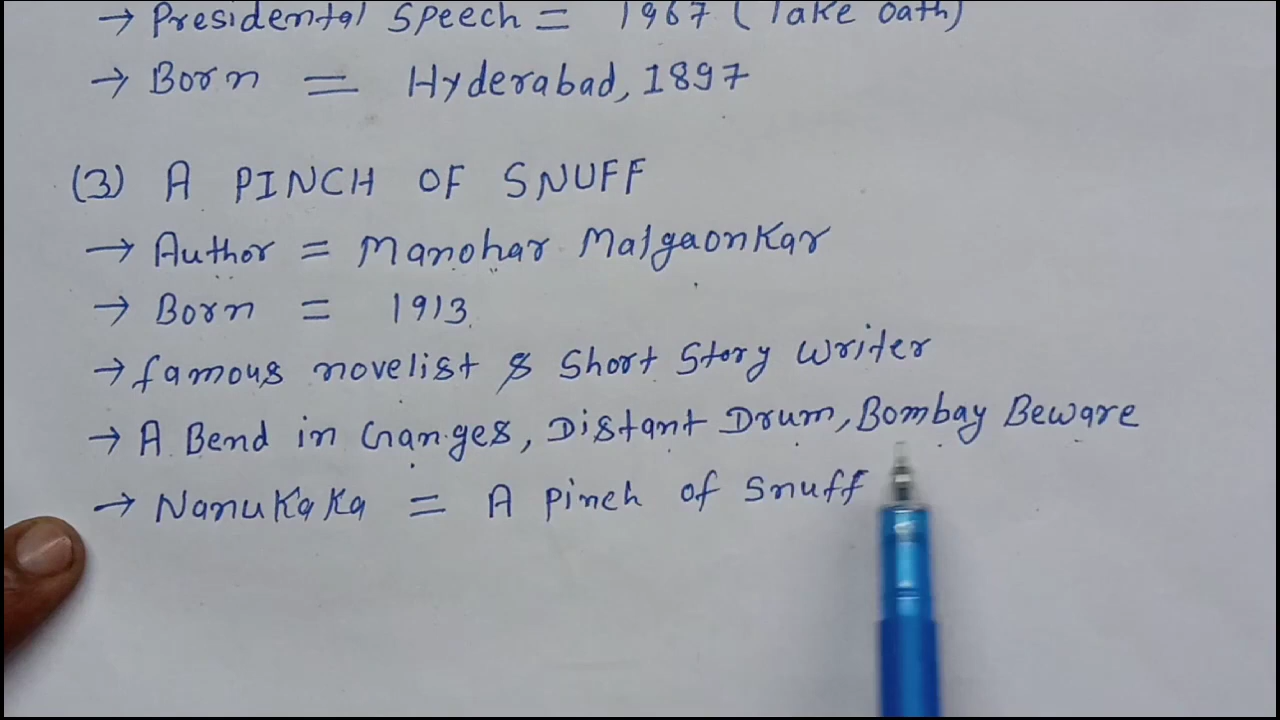 → Presidental Speech = 1967 (Take Oath)
→ Born = Hyderabad, 1897
(3) A PINCH OF SNUFF
→ Author = Manohar Malgaonkar
→ Born = 1913
→ famous novelist & Short Story Writer
→ A Bend in Ganges, Distant Drum, Bombay Beware
→ Nanukaka = A Pinch of Snuff